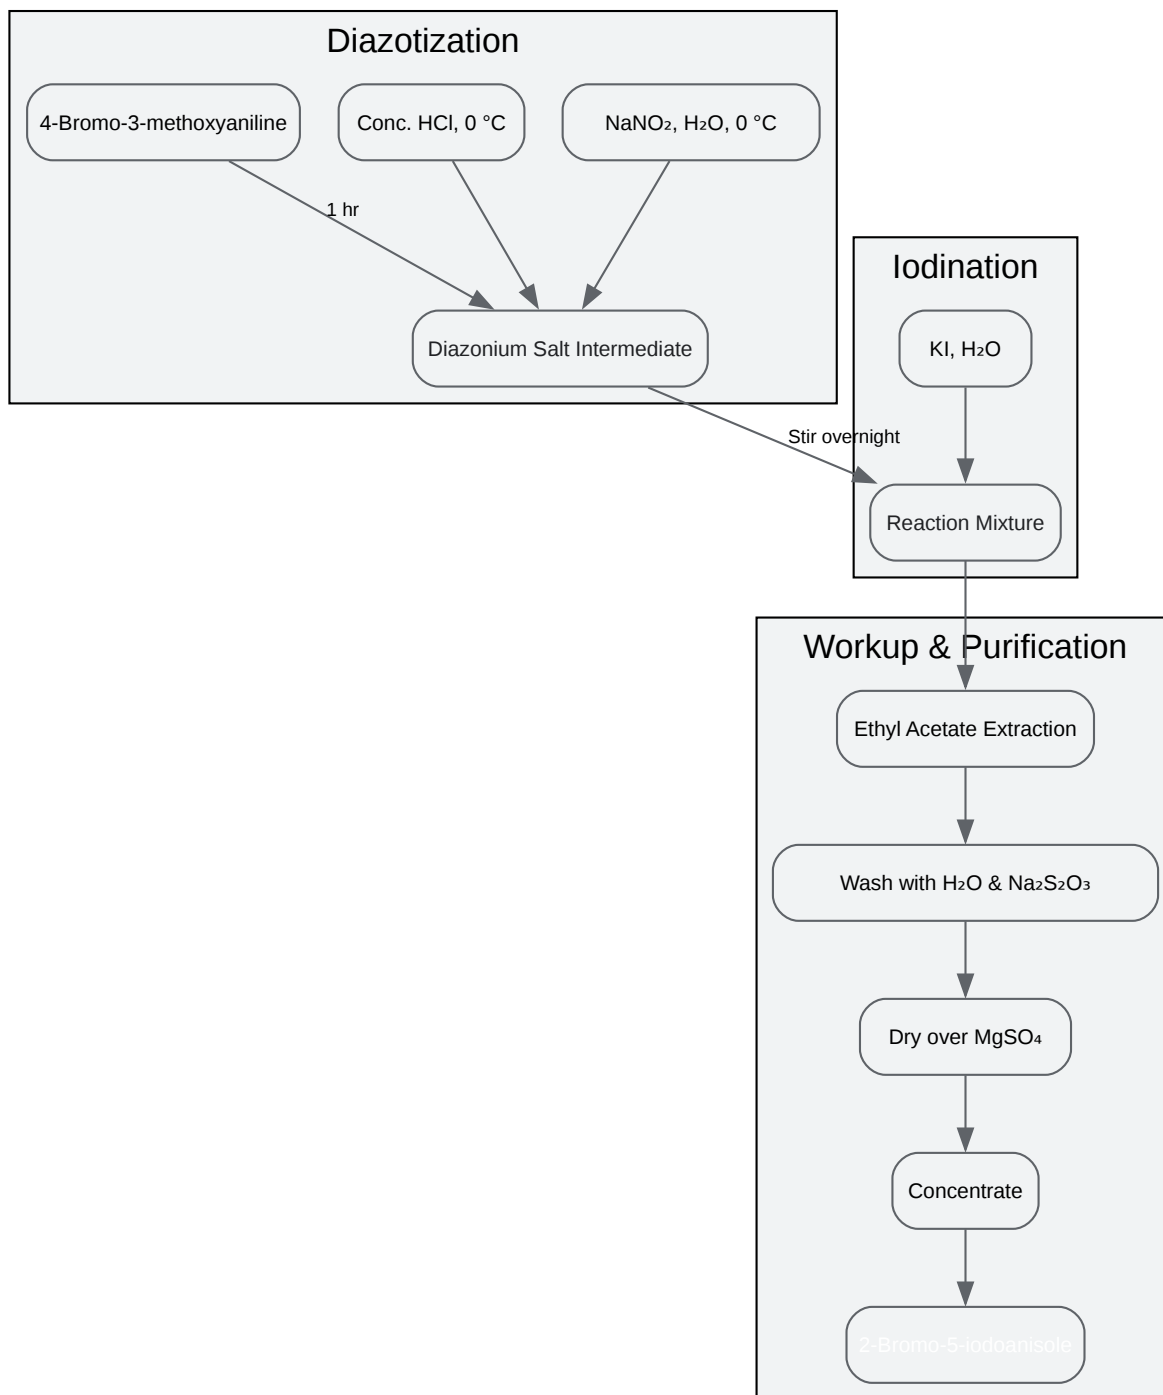 Diazotization
4-Bromo-3-methoxyaniline
Conc. HCl, 0 °C
NaNO₂, H₂O, 0 °C
1 hr
Diazonium Salt Intermediate
Iodination
KI, H₂O
Stir overnight
Reaction Mixture
Workup & Purification
Ethyl Acetate Extraction
Wash with H₂O & Na₂S₂O₃
Dry over MgSO₄
Concentrate
2-Bromo-5-iodoanisole